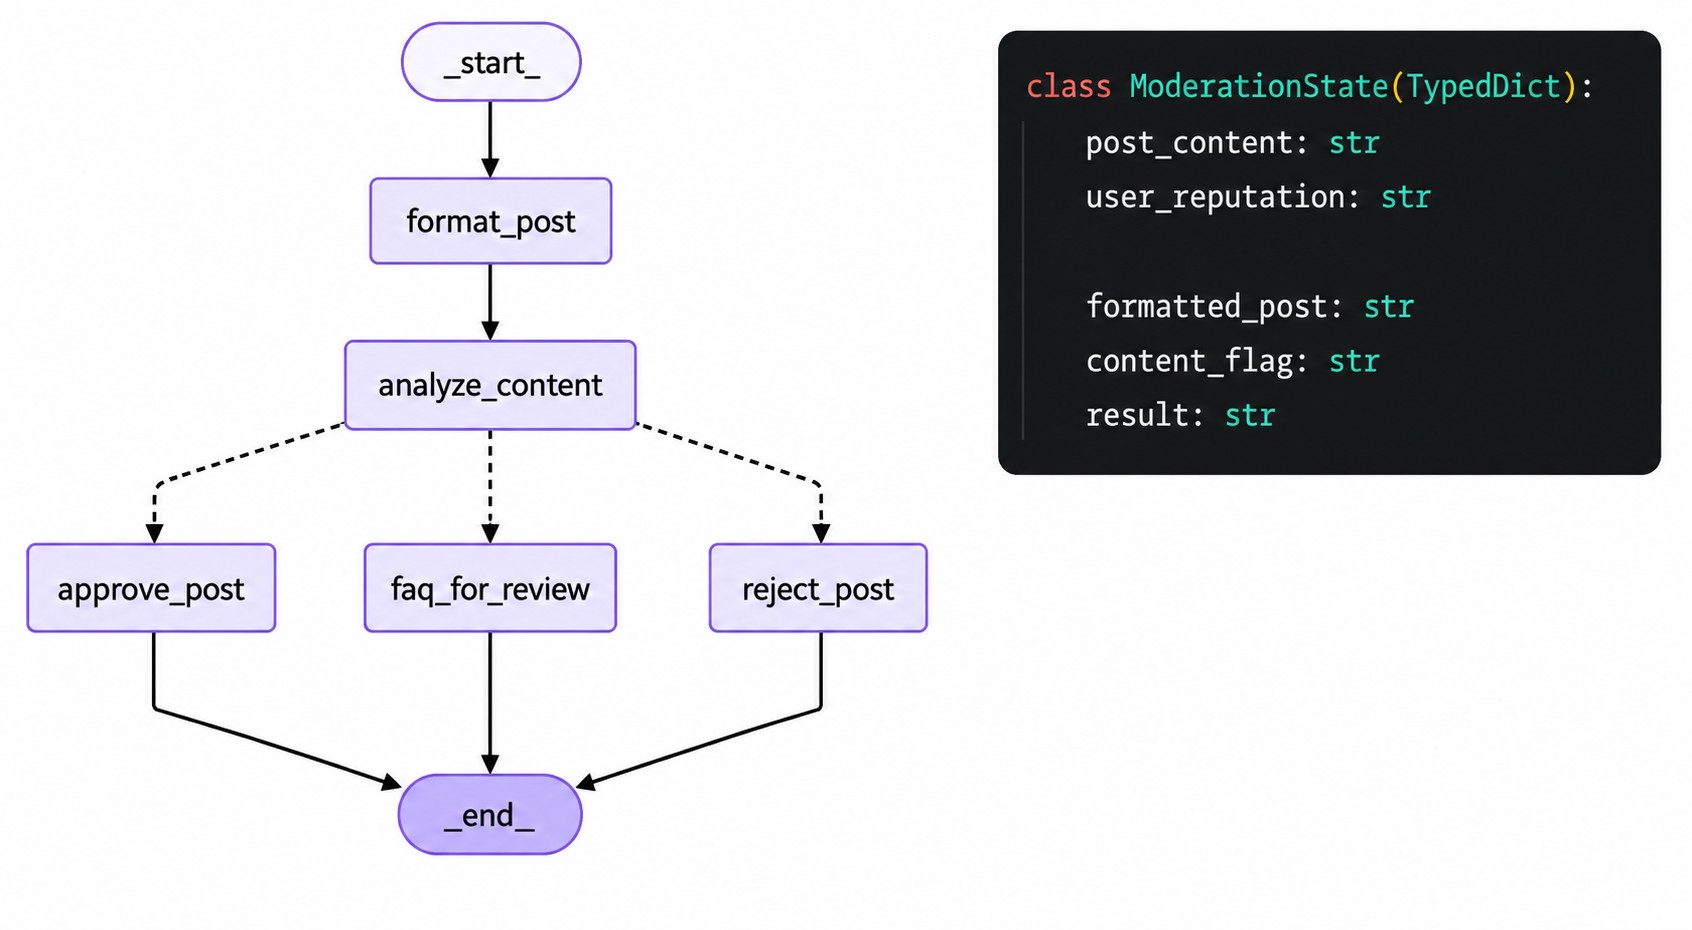 _start_
format_post
analyze_content
approve_post
faq_for_review
reject_post
_end_
class ModerationState(TypedDict):
post_content: str
user_reputation: str
formatted_post: str
content_flag: str
result: str